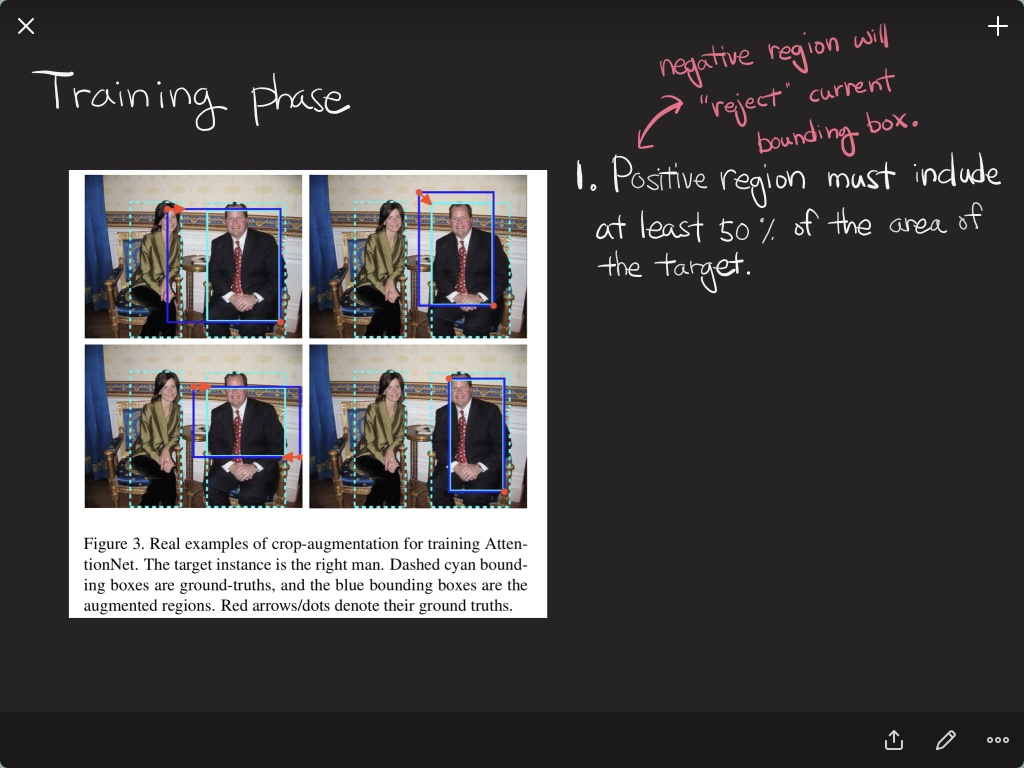 Training phase
negative region will
"reject" current
bounding box.
1. Positive region must include
at least 50% of the area of
the target.
Figure 3. Real examples of crop-augmentation for training Atten-
tionNet. The target instance is the right man. Dashed cyan bound-
ing boxes are ground-truths, and the blue bounding boxes are the
augmented regions. Red arrows/dots denote their ground truths.